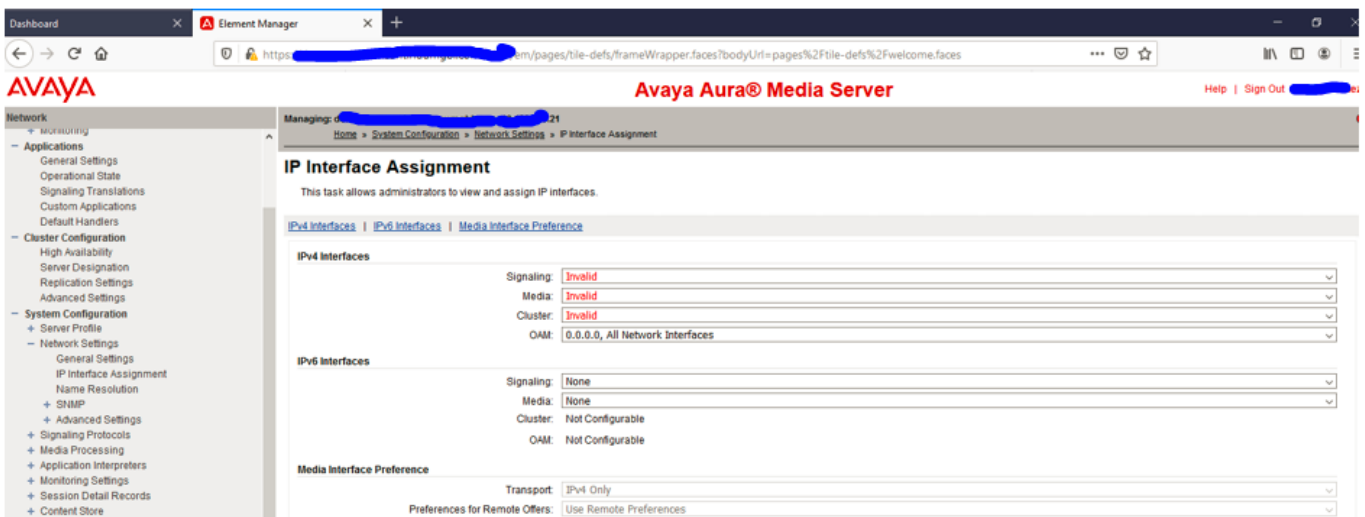 Dashboard
Element Manager
https:
em/pages/tile-defs/frameWrapper.faces?bodyUrl=pages%2Ftile-defs%2Fwelcome.faces
AVAYA
Avaya Aura® Media Server
Help | Sign Out
Network
Monitoring
Applications
General Settings
Operational State
Signaling Translations
Custom Applications
Default Handlers
Cluster Configuration
High Availability
Server Designation
Replication Settings
Advanced Settings
System Configuration
Server Profile
Network Settings
General Settings
IP Interface Assignment
Name Resolution
SNMP
Advanced Settings
Signaling Protocols
Media Processing
Application Interpreters
Monitoring Settings
Session Detail Records
Content Store
Managing: 21
Home » System Configuration » Network Settings » IP Interface Assignment
IP Interface Assignment
This task allows administrators to view and assign IP interfaces.
IPv4 Interfaces | IPv6 Interfaces | Media Interface Preference
IPv4 Interfaces
Signaling: Invalid
Media: Invalid
Cluster: Invalid
OAM: 0.0.0.0, All Network Interfaces
IPv6 Interfaces
Signaling: None
Media: None
Cluster: Not Configurable
OAM: Not Configurable
Media Interface Preference
Transport: IPv4 Only
Preferences for Remote Offers: Use Remote Preferences